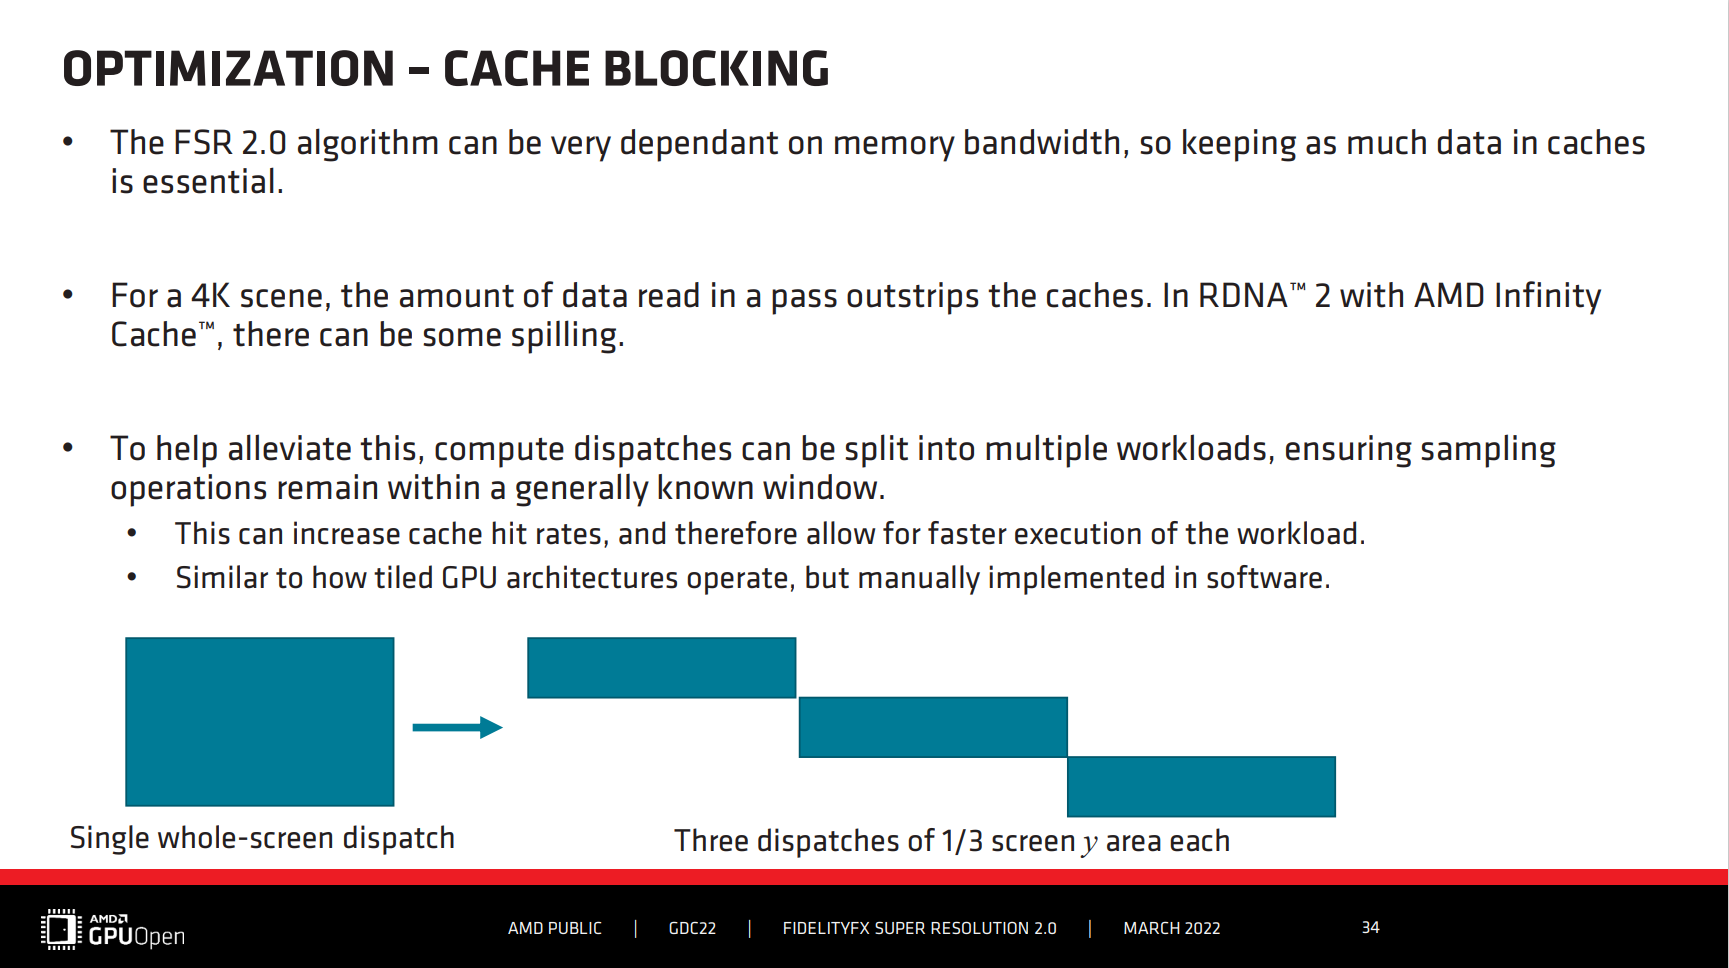 OPTIMIZATION – CACHE BLOCKING
• The FSR 2.0 algorithm can be very dependant on memory bandwidth, so keeping as much data in caches
is essential.
• For a 4K scene, the amount of data read in a pass outstrips the caches. In RDNA™ 2 with AMD Infinity
Cache™, there can be some spilling.
• To help alleviate this, compute dispatches can be split into multiple workloads, ensuring sampling
operations remain within a generally known window.
• This can increase cache hit rates, and therefore allow for faster execution of the workload.
• Similar to how tiled GPU architectures operate, but manually implemented in software.
Single whole-screen dispatch
Three dispatches of 1/3 screen y area each
AMD
GPUOpen
AMD PUBLIC | GDC22 | FIDELITYFX SUPER RESOLUTION 2.0 | MARCH 2022
34